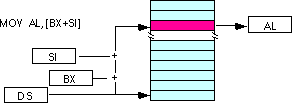 MOV AL,[BX+SI]
AL
SI
+
BX
+
DS